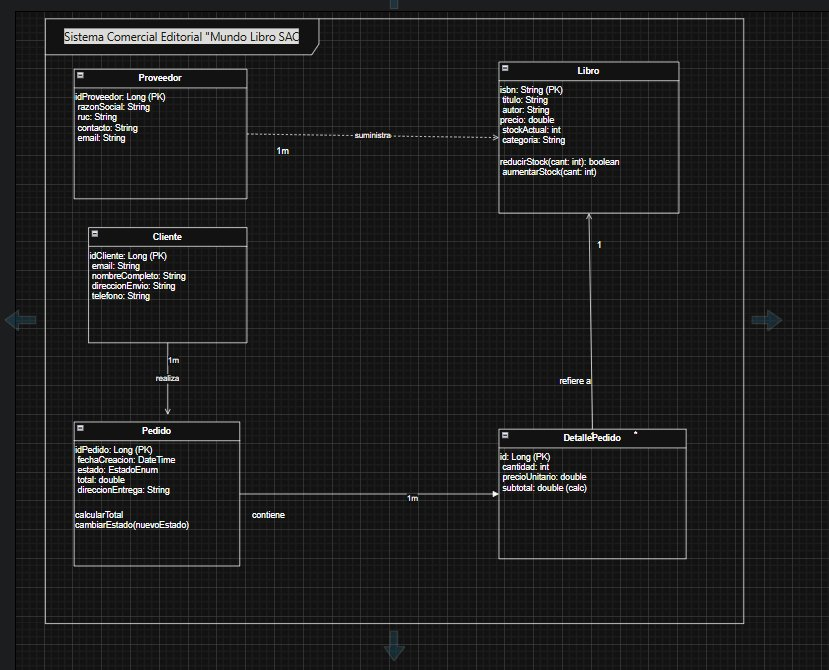 Sistema Comercial Editorial "Mundo Libro SAC
Proveedor
idProveedor: Long (PK)
razonSocial: String
ruc: String
contacto: String
email: String
suministra
1m
Libro
isbn: String (PK)
titulo: String
autor: String
precio: double
stockActual: int
categoria: String
reducirStock(cant: int): boolean
aumentarStock(cant: int)
Cliente
idCliente: Long (PK)
email: String
nombreCompleto: String
direccionEnvio: String
telefono: String
1
1m
realiza
refiere a
Pedido
idPedido: Long (PK)
fechaCreacion: DateTime
estado: EstadoEnum
total: double
direccionEntrega: String
calcularTotal
cambiarEstado(nuevoEstado)
1m
contiene
*
DetallePedido
id: Long (PK)
cantidad: int
precioUnitario: double
subtotal: double (calc)